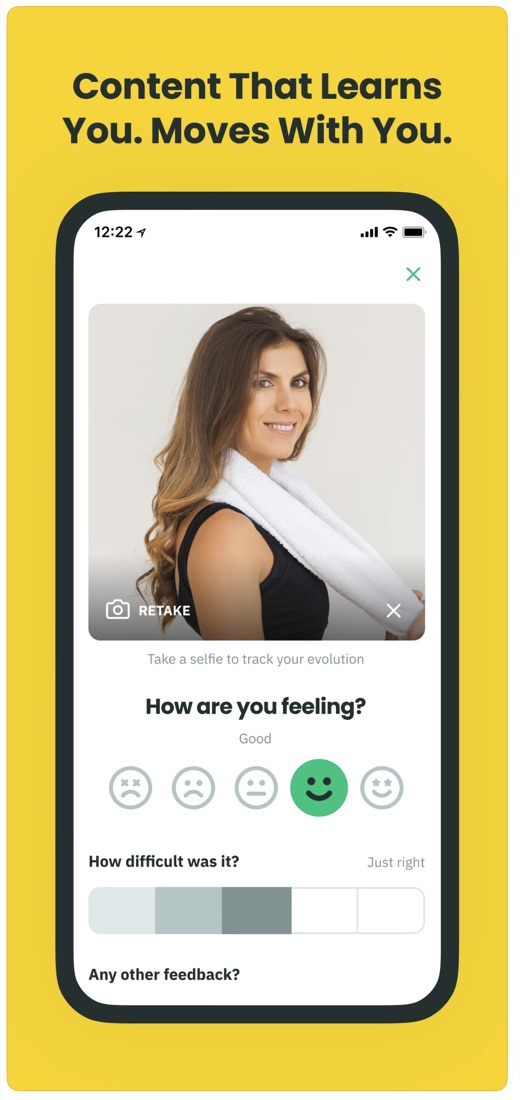 Content That Learns
You. Moves With You.
12:22
RETAKE
Take a selfie to track your evolution
How are you feeling?
Good
How difficult was it?
Just right
Any other feedback?